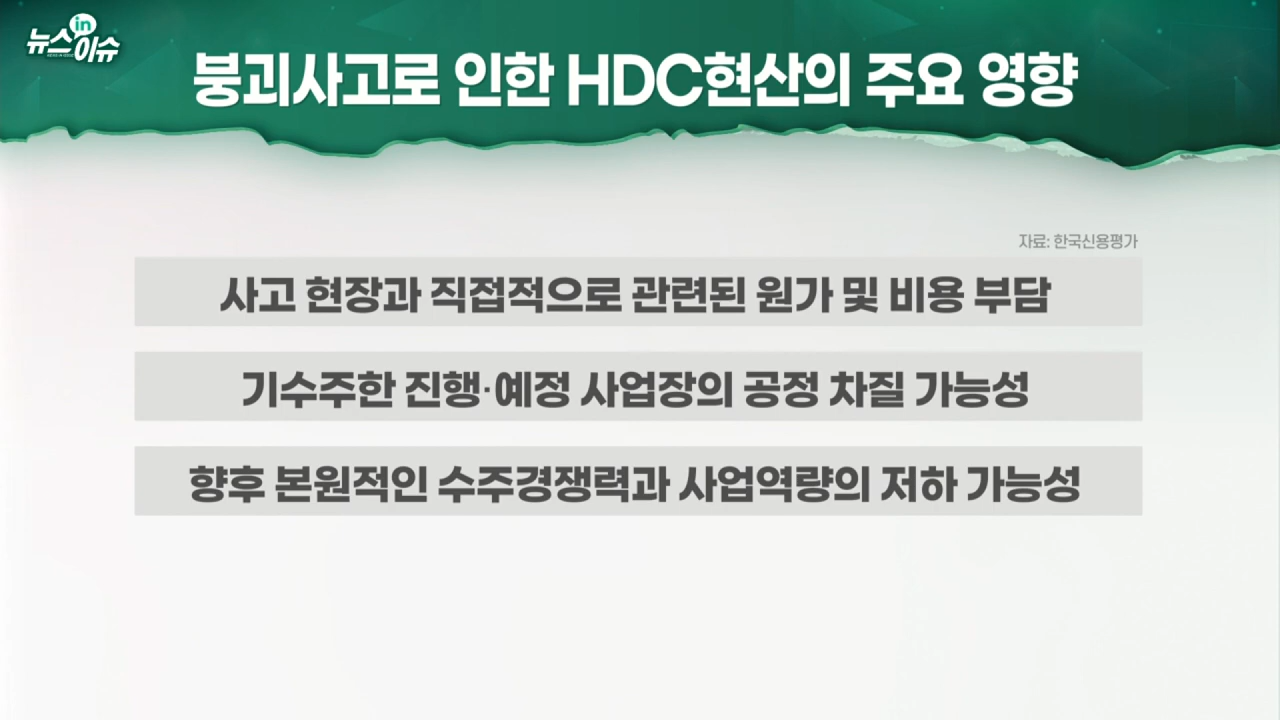 뉴스in이슈
붕괴사고로 인한 HDC현산의 주요 영향
자료: 한국신용평가
사고 현장과 직접적으로 관련된 원가 및 비용 부담
기수주한 진행·예정 사업장의 공정 차질 가능성
향후 본원적인 수주경쟁력과 사업역량의 저하 가능성